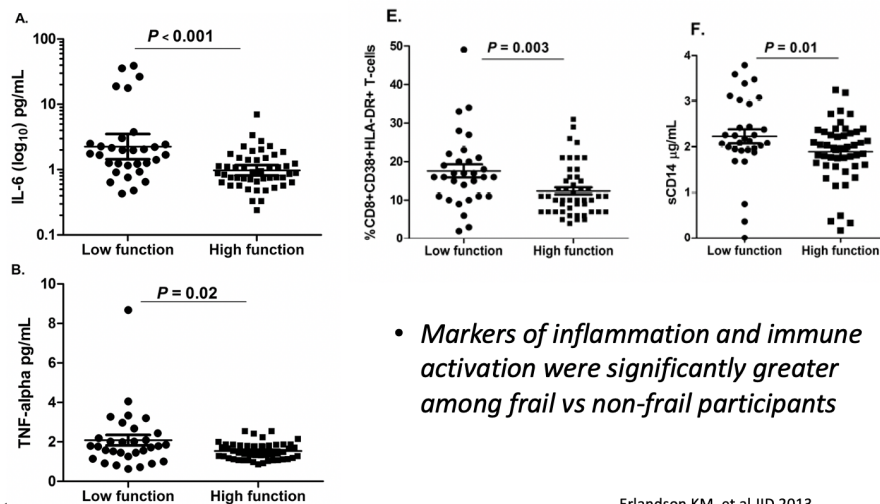 A.
P < 0.001
100
10
1
0.1
IL-6 (log10) pg/mL
Low function
High function
B.
P = 0.02
10
8
6
4
2
0
TNF-alpha pg/mL
Low function
High function
E.
P = 0.003
50
40
30
20
10
0
%CD8+CD38+HLA-DR+ T-cells
Low function
High function
F.
P = 0.01
4
3
2
1
0
sCD14 µg/mL
Low function
High function
• Markers of inflammation and immune
activation were significantly greater
among frail vs non-frail participants
Erlandson KM, et al JID 2013